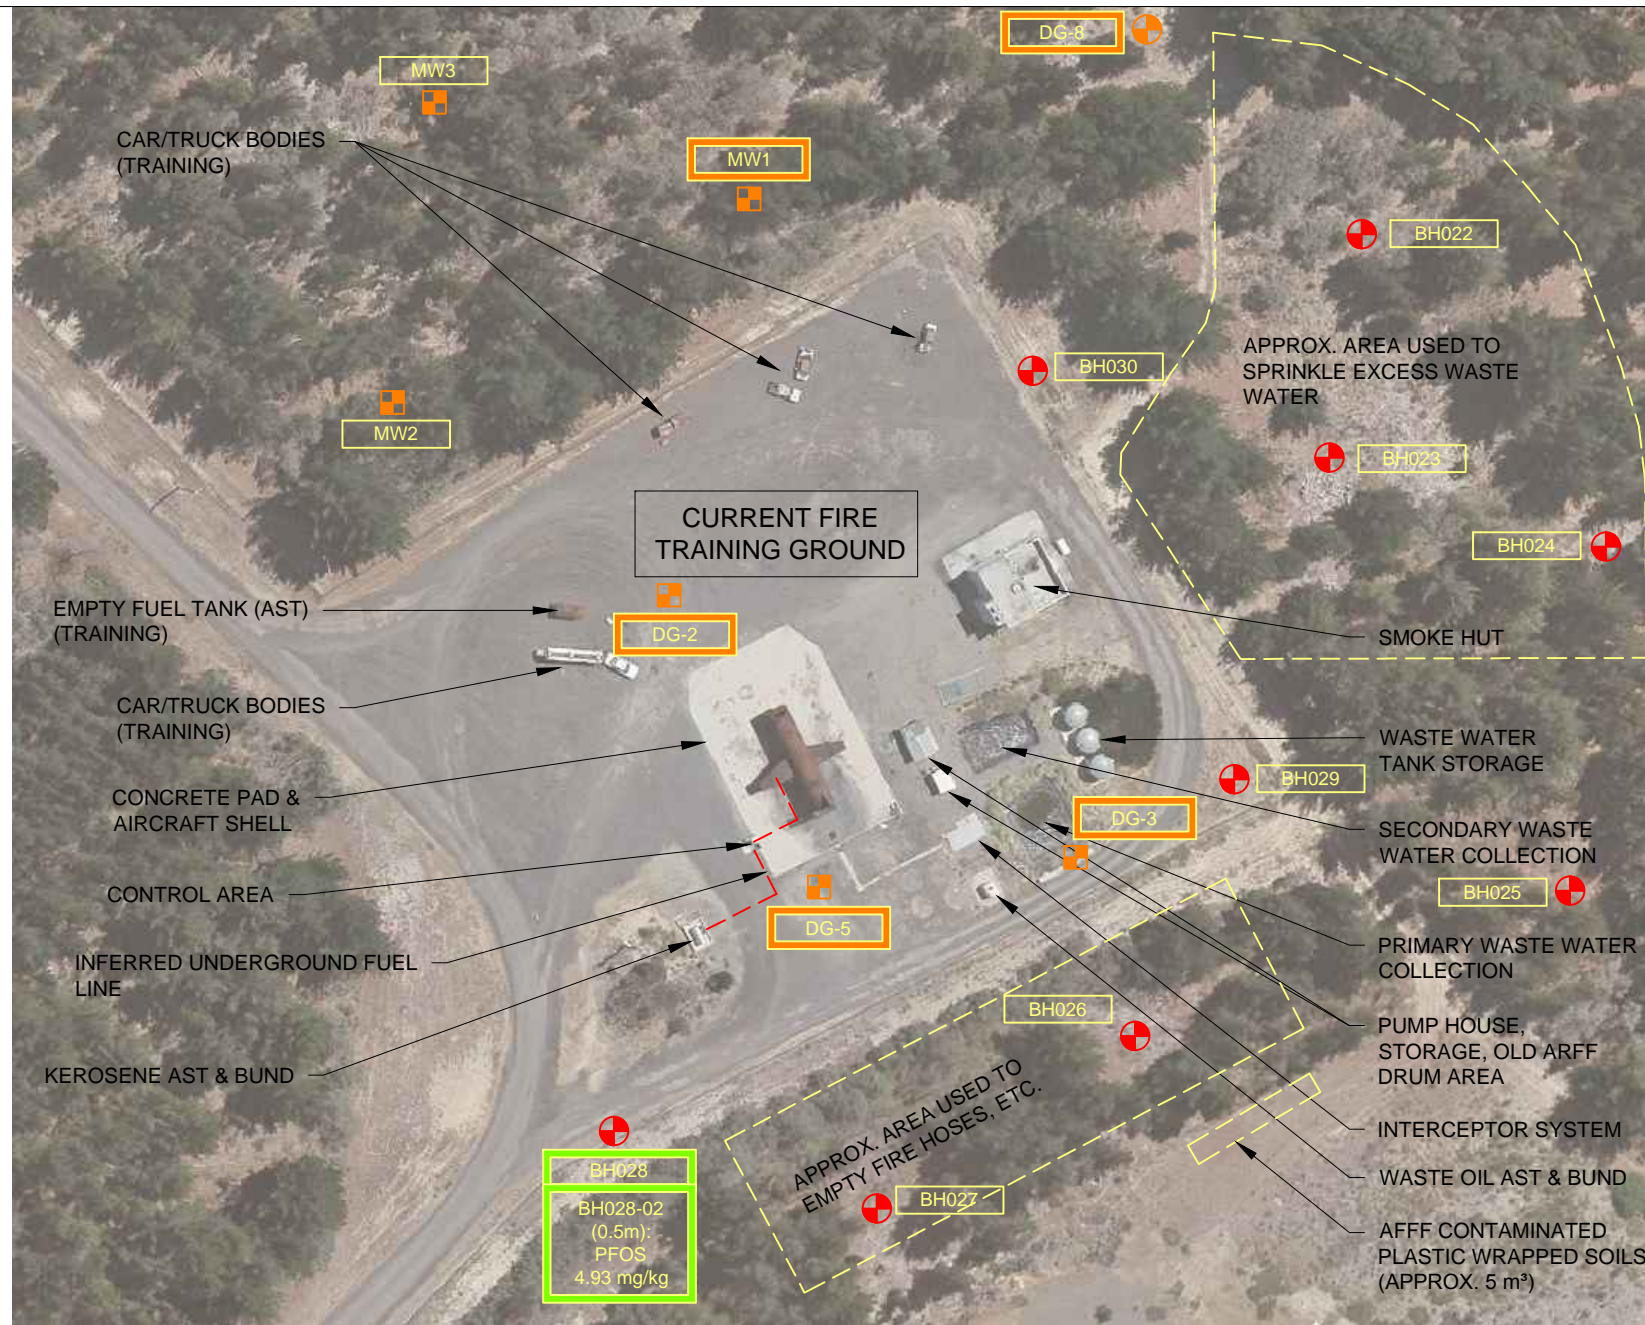 DG-8
MW3
CAR/TRUCK BODIES
(TRAINING)
MW1
BH022
APPROX. AREA USED TO
SPRINKLE EXCESS WASTE
WATER
BH030
MW2
BH023
CURRENT FIRE
TRAINING GROUND
BH024
EMPTY FUEL TANK (AST)
(TRAINING)
DG-2
SMOKE HUT
CAR/TRUCK BODIES
(TRAINING)
WASTE WATER
TANK STORAGE
BH029
CONCRETE PAD &
AIRCRAFT SHELL
DG-3
SECONDARY WASTE
WATER COLLECTION
CONTROL AREA
BH025
DG-5
PRIMARY WASTE WATER
COLLECTION
INFERRED UNDERGROUND FUEL
LINE
BH026
PUMP HOUSE,
STORAGE, OLD ARFF
DRUM AREA
KEROSENE AST & BUND
APPROX. AREA USED TO
EMPTY FIRE HOSES, ETC.
INTERCEPTOR SYSTEM
BH028
WASTE OIL AST & BUND
BH027
BH028-02
(0.5m):
PFOS
4.93 mg/kg
AFFF CONTAMINATED
PLASTIC WRAPPED SOILS
(APPROX. 5 m³)